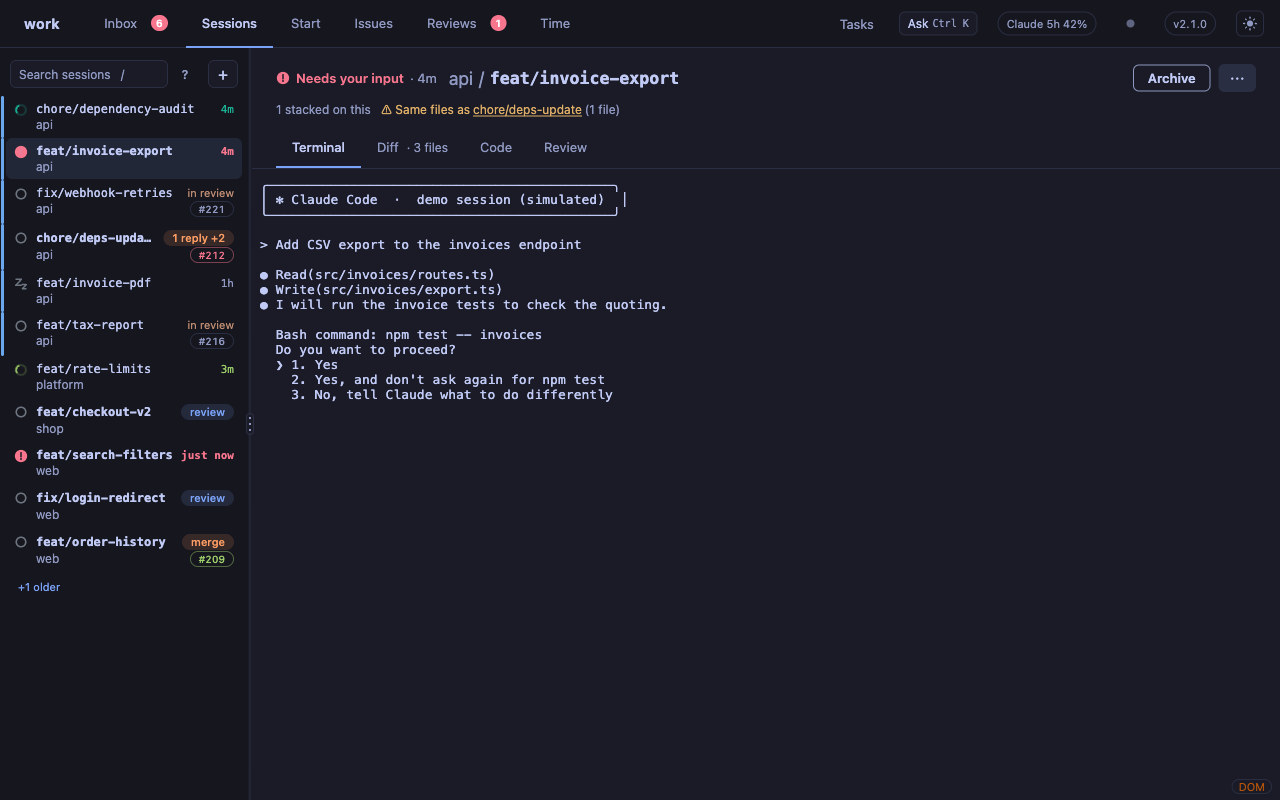 work
Inbox 6
Sessions
Start
Issues
Reviews 1
Time
Tasks
Ask Ctrl K
Claude 5h 42%
v2.1.0
Search sessions /
?
+
chore/dependency-audit 4m
api
feat/invoice-export 4m
api
fix/webhook-retries in review
api #221
chore/deps-upda… 1 reply +2
api #212
feat/invoice-pdf 1h
api
feat/tax-report in review
api #216
feat/rate-limits 3m
platform
feat/checkout-v2 review
shop
feat/search-filters just now
web
fix/login-redirect review
web
feat/order-history merge
web #209
+1 older
Needs your input · 4m api / feat/invoice-export
Archive
···
1 stacked on this ⚠ Same files as chore/deps-update (1 file)
Terminal
Diff · 3 files
Code
Review
✻ Claude Code · demo session (simulated)
> Add CSV export to the invoices endpoint
● Read(src/invoices/routes.ts)
● Write(src/invoices/export.ts)
● I will run the invoice tests to check the quoting.
Bash command: npm test -- invoices
Do you want to proceed?
❯ 1. Yes
2. Yes, and don't ask again for npm test
3. No, tell Claude what to do differently
DOM